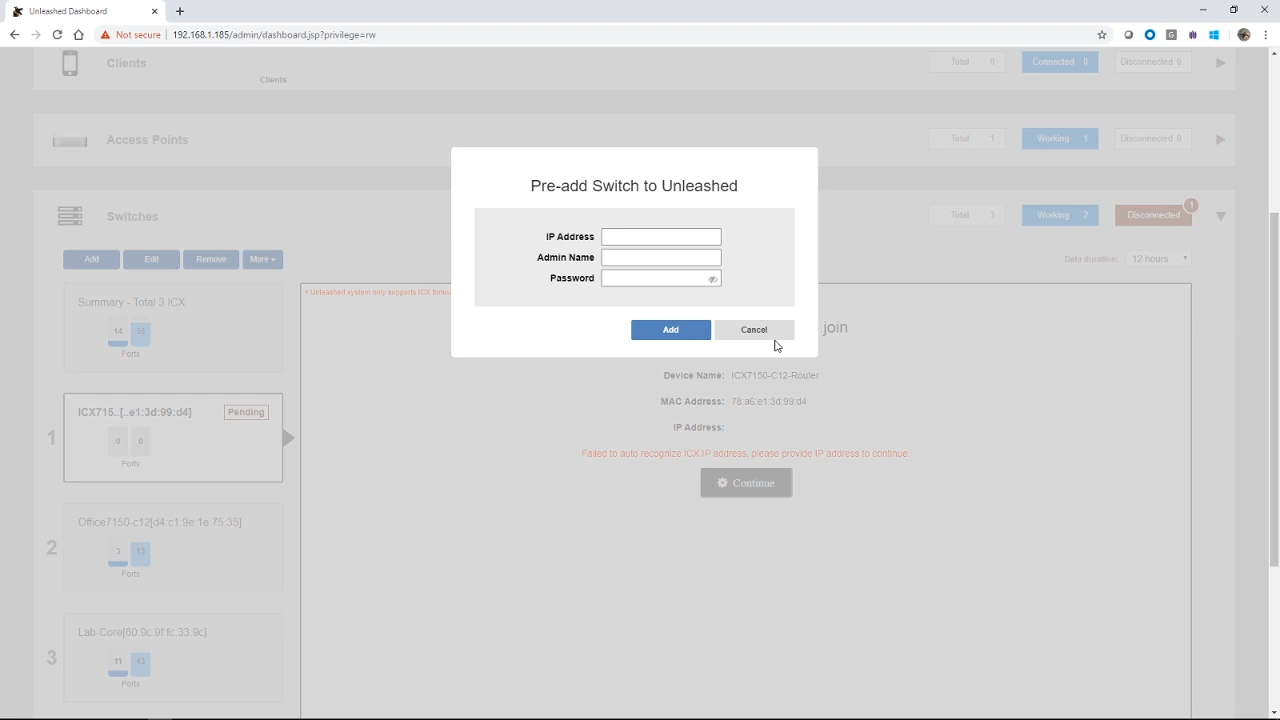 Unleashed Dashboard
Not secure | 192.168.1.185/admin/dashboard.jsp?privilege=rw
Clients
Clients
Total 0
Connected 0
Disconnected 0
Access Points
Total 1
Working 1
Disconnected 0
Pre-add Switch to Unleashed
Switches
Total 3
Working 2
Disconnected
1
IP Address
Admin Name
Password
Add
Edit
Remove
More
Data duration:
12 hours
* Unleashed system only supports ICX
Summary - Total 3 ICX
14
Ports
Add
Cancel
join
Device Name: ICX7150-C12-Router
MAC Address: 78:a6:e1:3d:99:d4
IP Address:
Failed to auto recognize ICX IP address, please provide IP address to continue.
Continue
1
ICX715..[..e1:3d:99:d4]
Pending
0 0
Ports
2
Office7150-c12[d4:c1:9e:1e:75:35]
3 13
Ports
3
Lab-Core[60:9c:9f:fc:33:9c]
11 43
Ports